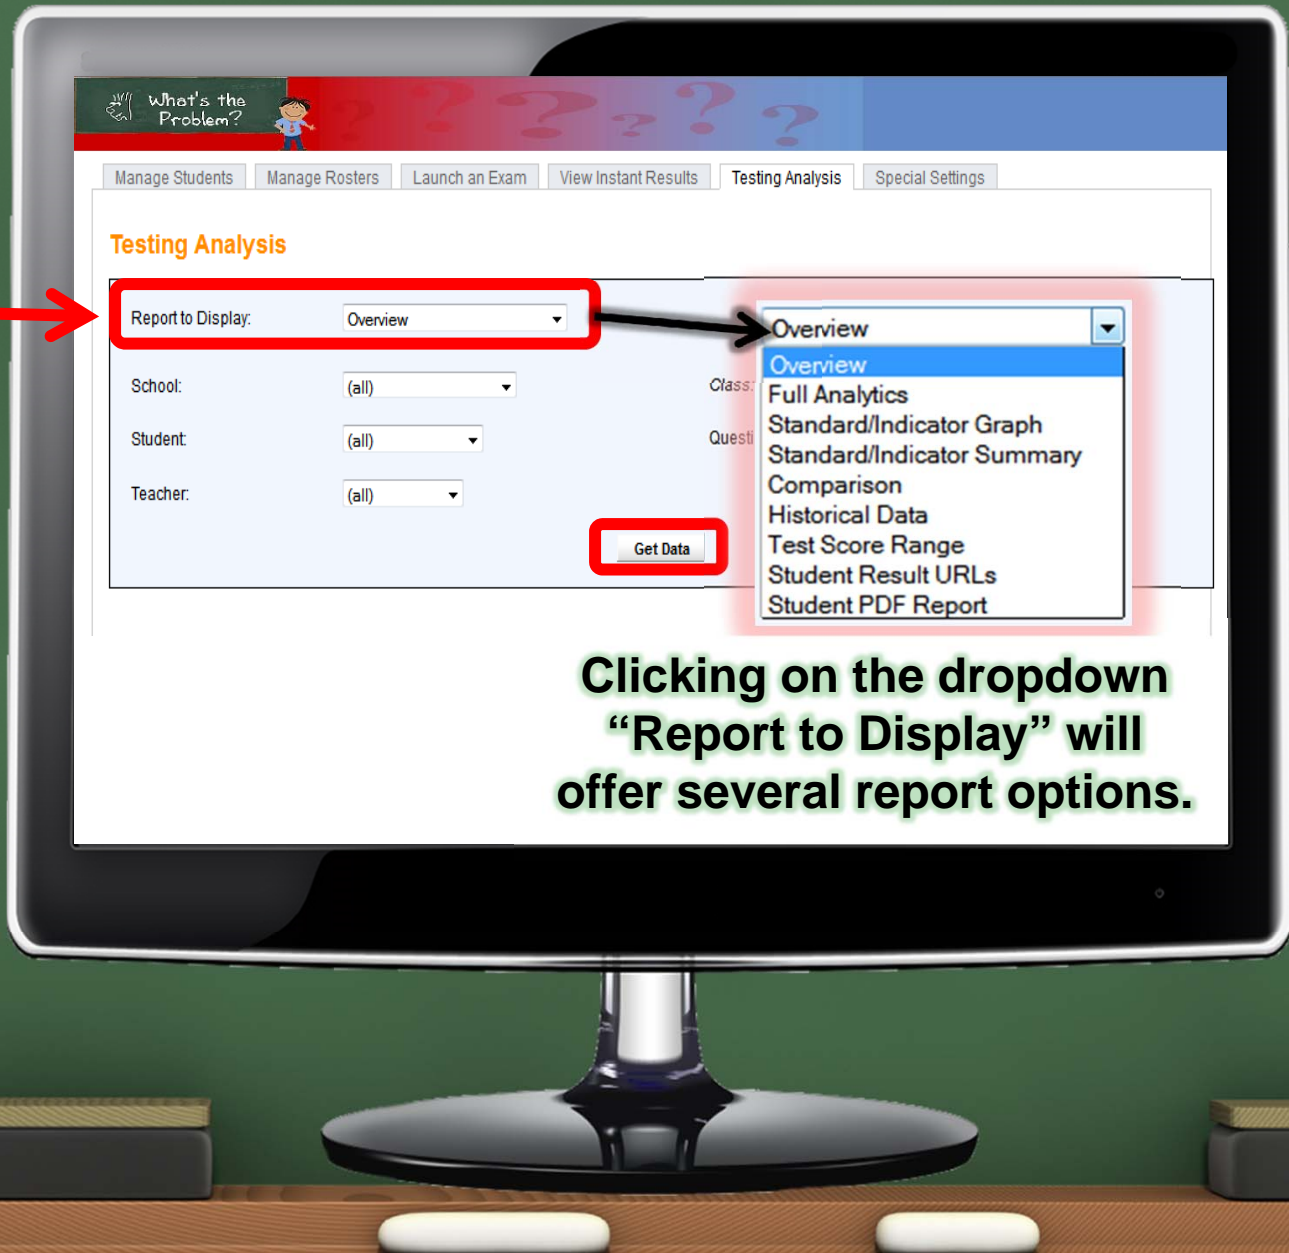 What's the
Problem?
Manage Students Manage Rosters Launch an Exam View Instant Results Testing Analysis Special Settings
Testing Analysis
Report to Display: Overview
School: (all) Class:
Student: (all)
Teacher: (all)
Get Data
Overview
Overview
Full Analytics
Standard/Indicator Graph
Standard/Indicator Summary
Comparison
Historical Data
Test Score Range
Student Result URLs
Student PDF Report
Clicking on the dropdown
“Report to Display” will
offer several report options.